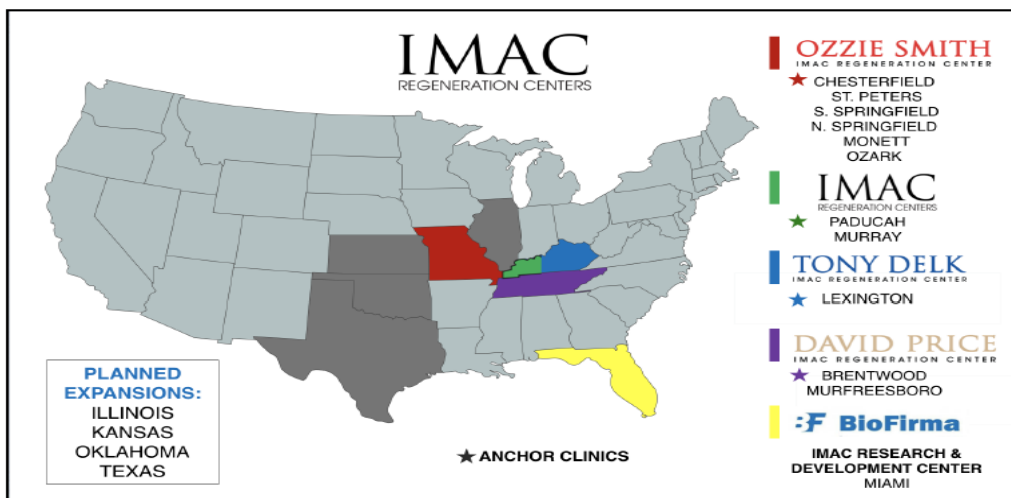 IMAC
REGENERATION CENTERS
OZZIE SMITH
IMAC REGENERATION CENTER
CHESTERFIELD
ST. PETERS
S. SPRINGFIELD
N. SPRINGFIELD
MONETT
OZARK
IMAC
REGENERATION CENTERS
PADUCAH
MURRAY
TONY DELK
IMAC REGENERATION CENTER
LEXINGTON
DAVID PRICE
IMAC REGENERATION CENTER
BRENTWOOD
MURFREESBORO
BioFirma
IMAC RESEARCH &
DEVELOPMENT CENTER
MIAMI
PLANNED
EXPANSIONS:
ILLINOIS
KANSAS
OKLAHOMA
TEXAS
ANCHOR CLINICS